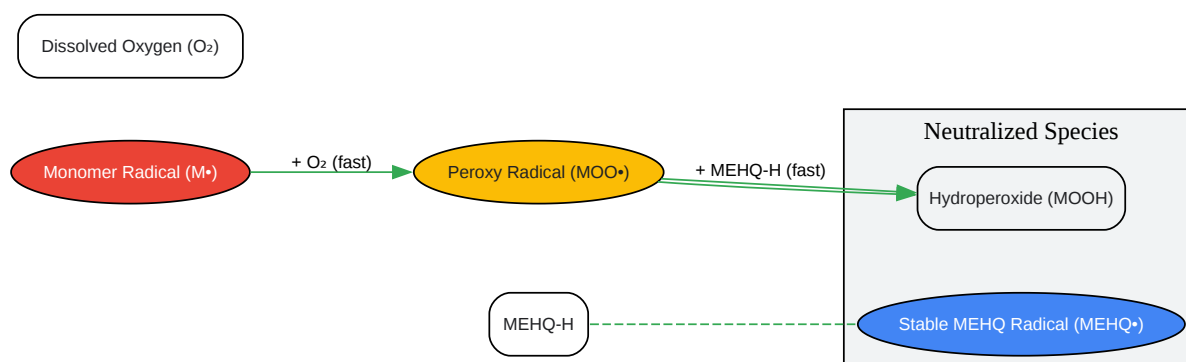 Dissolved Oxygen (O₂)
Neutralized Species
Monomer Radical (M•)
+ O₂ (fast)
Peroxy Radical (MOO•)
+ MEHQ-H (fast)
Hydroperoxide (MOOH)
MEHQ-H
Stable MEHQ Radical (MEHQ•)